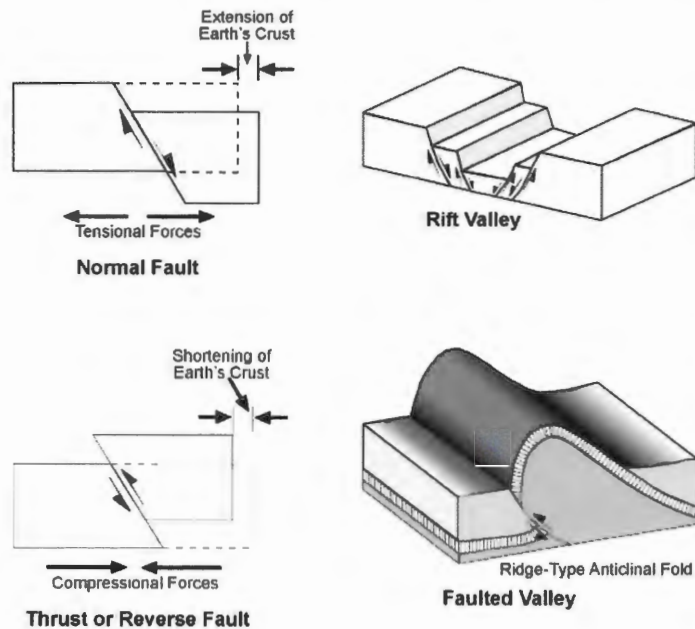 Extension of
Earth's Crust
Tensional Forces
Normal Fault
Rift Valley
Shortening of
Earth's Crust
Compressional Forces
Thrust or Reverse Fault
Ridge-Type Anticlinal Fold
Faulted Valley